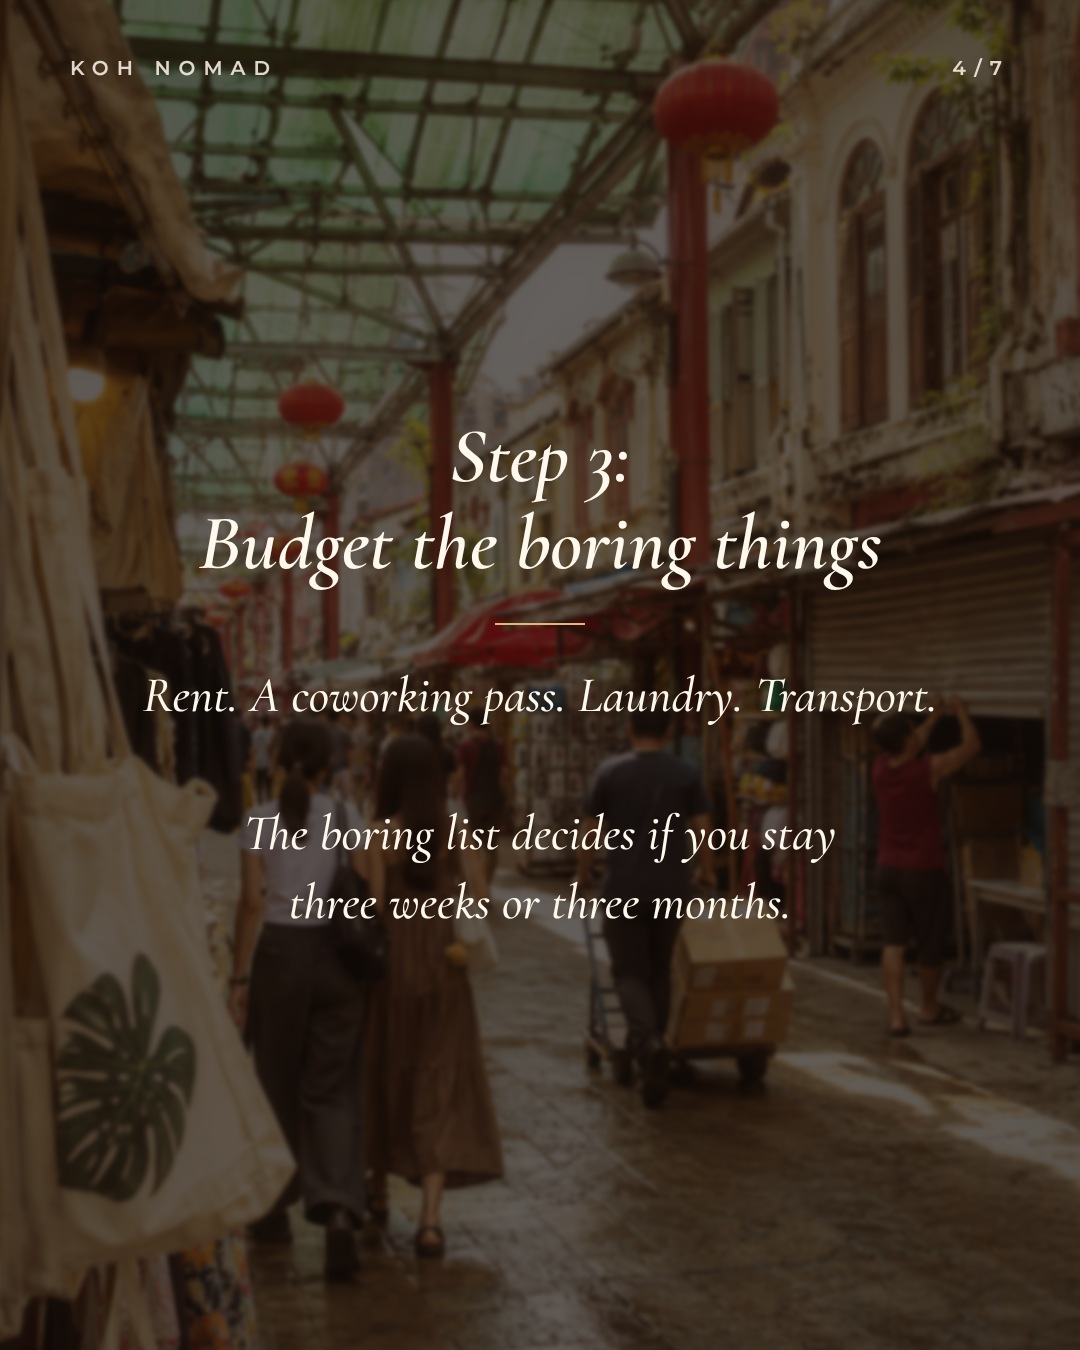 KOH NOMAD
4/7
Step 3:
Budget the boring things
Rent. A coworking pass. Laundry. Transport.
The boring list decides if you stay
three weeks or three months.